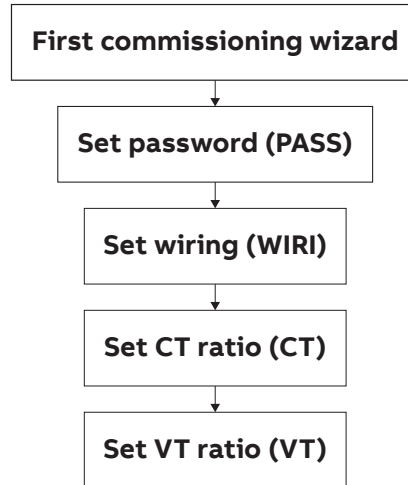 First commissioning wizard
Set password (PASS)
Set wiring (WIRI)
Set CT ratio (CT)
Set VT ratio (VT)